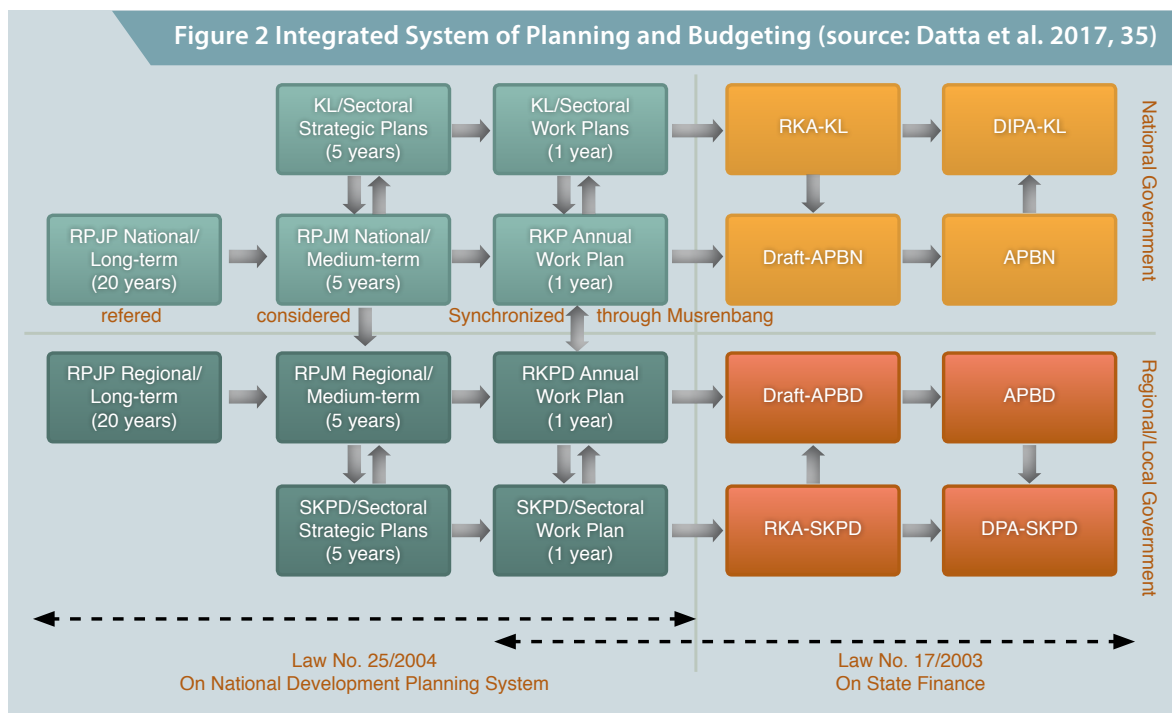 Figure 2 Integrated System of Planning and Budgeting (source: Datta et al. 2017, 35)
KL/Sectoral
Strategic Plans
(5 years)
KL/Sectoral
Work Plans
(1 year)
RKA-KL
DIPA-KL
National Government
RPJP National/
Long-term
(20 years)
RPJM National/
Medium-term
(5 years)
RKP Annual
Work Plan
(1 year)
Draft-APBN
APBN
refered
considered
Synchronized
through Musrenbang
RPJP Regional/
Long-term
(20 years)
RPJM Regional/
Medium-term
(5 years)
RKPD Annual
Work Plan
(1 year)
Draft-APBD
APBD
Regional/Local Government
SKPD/Sectoral
Strategic Plans
(5 years)
SKPD/Sectoral
Work Plan
(1 year)
RKA-SKPD
DPA-SKPD
Law No. 25/2004
On National Development Planning System
Law No. 17/2003
On State Finance